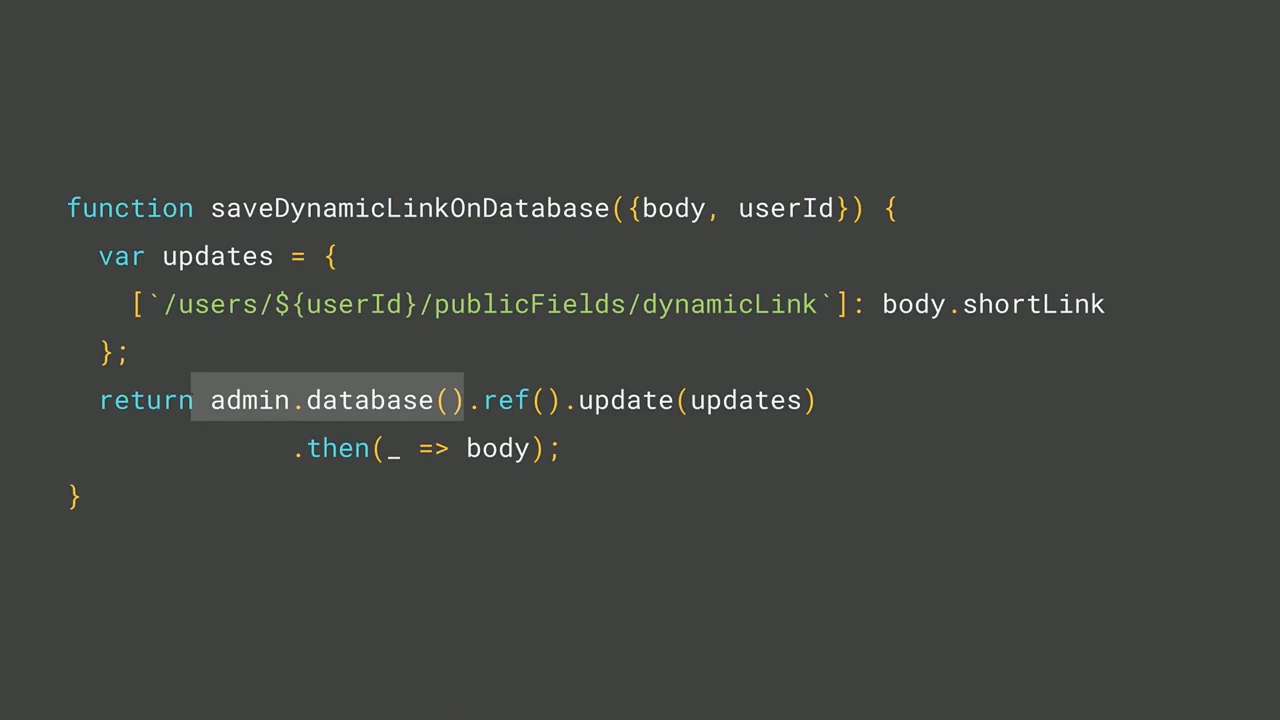 function saveDynamicLinkOnDatabase({body, userId}) {
  var updates = {
    [`/users/${userId}/publicFields/dynamicLink`]: body.shortLink
  };
  return admin.database().ref().update(updates)
              .then(_ => body);
}